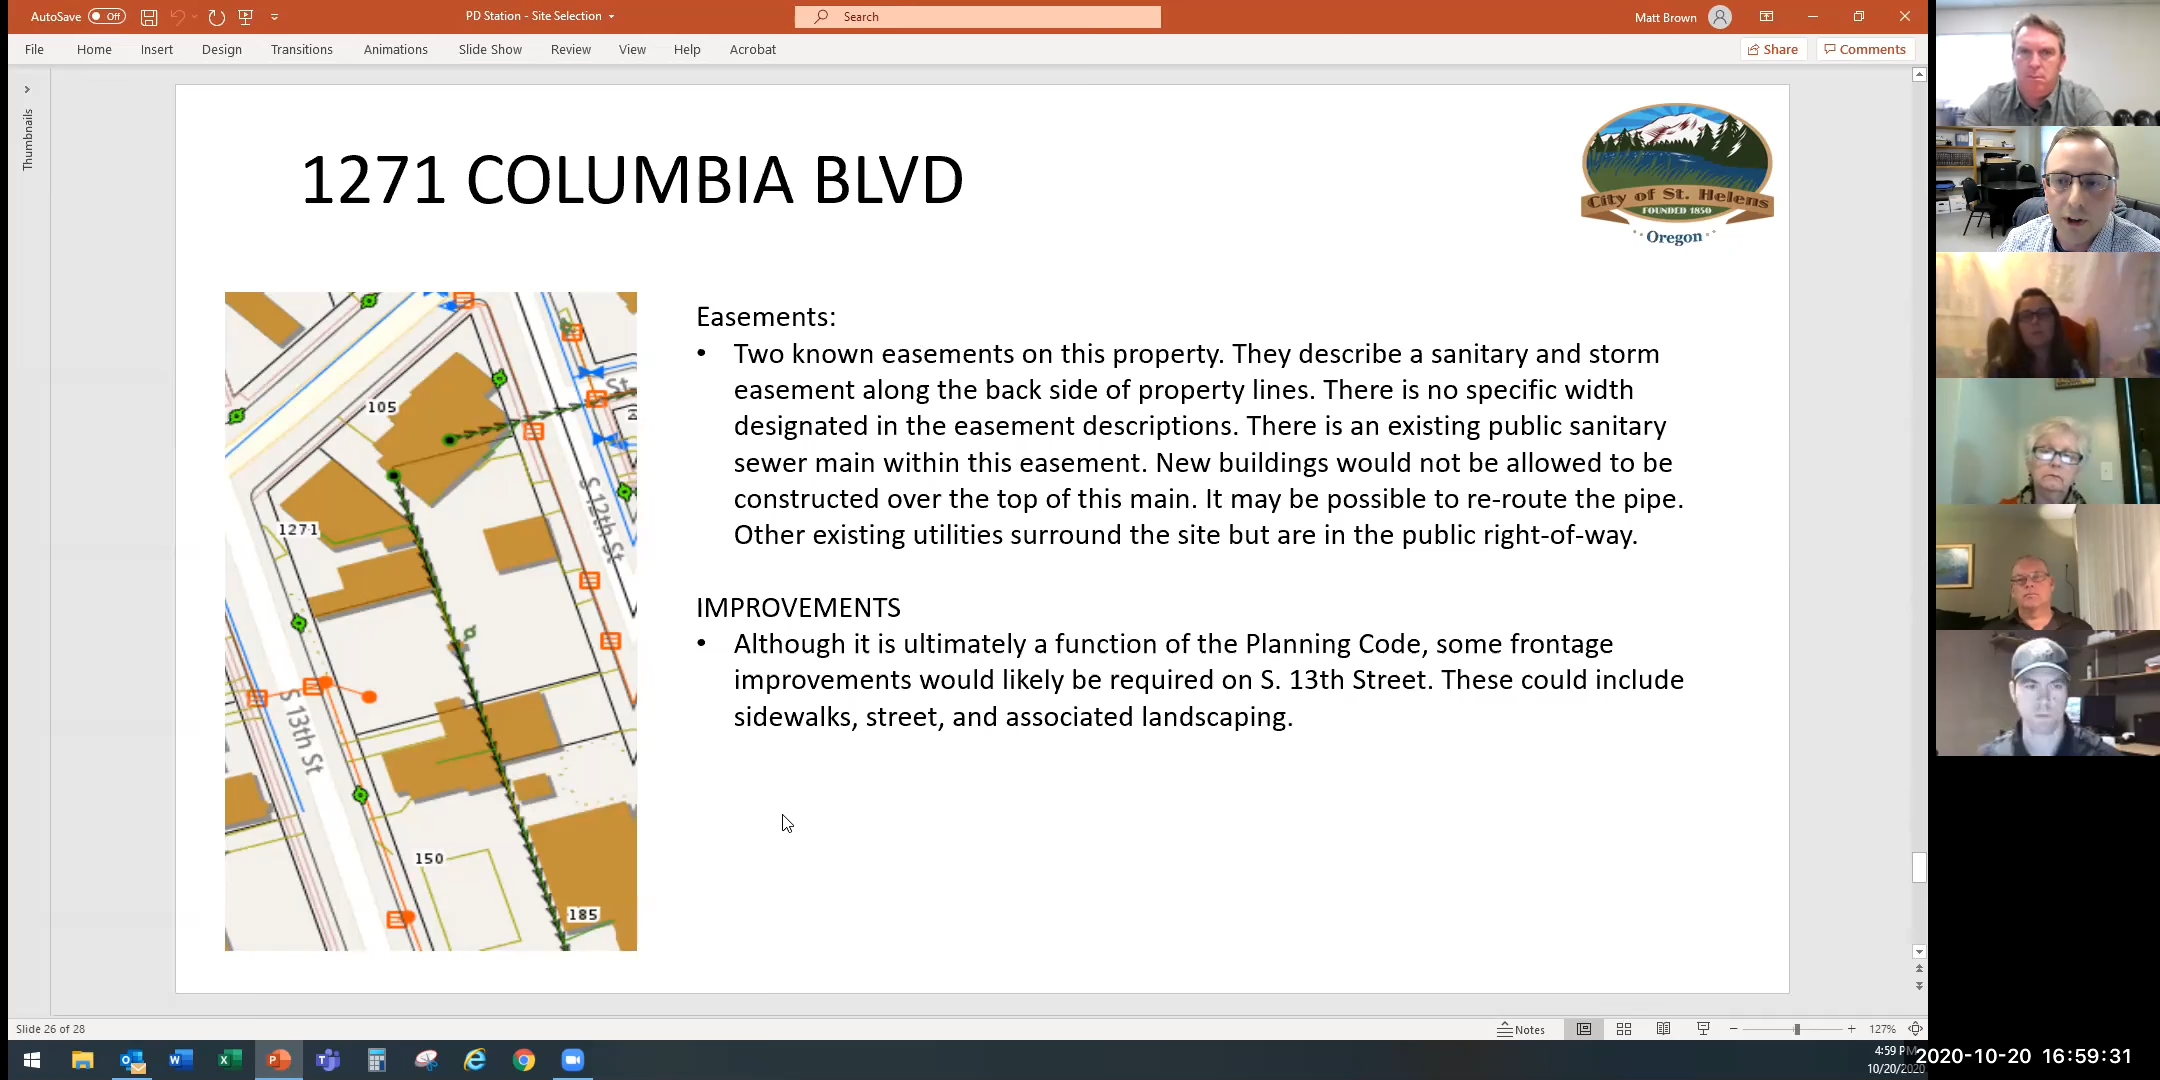 AutoSave Off
PD Station - Site Selection
Search
Matt Brown
File Home Insert Design Transitions Animations Slide Show Review View Help Acrobat
Share Comments
Thumbnails
1271 COLUMBIA BLVD
City of St. Helens
FOUNDED 1850
Oregon
105
St
1271
S 12th St
S 13th St
150
185
Easements:
• Two known easements on this property. They describe a sanitary and storm
easement along the back side of property lines. There is no specific width
designated in the easement descriptions. There is an existing public sanitary
sewer main within this easement. New buildings would not be allowed to be
constructed over the top of this main. It may be possible to re-route the pipe.
Other existing utilities surround the site but are in the public right-of-way.
IMPROVEMENTS
• Although it is ultimately a function of the Planning Code, some frontage
improvements would likely be required on S. 13th Street. These could include
sidewalks, street, and associated landscaping.
Slide 26 of 28
Notes
127%
4:59 PM
10/20/2020
2020-10-20 16:59:31